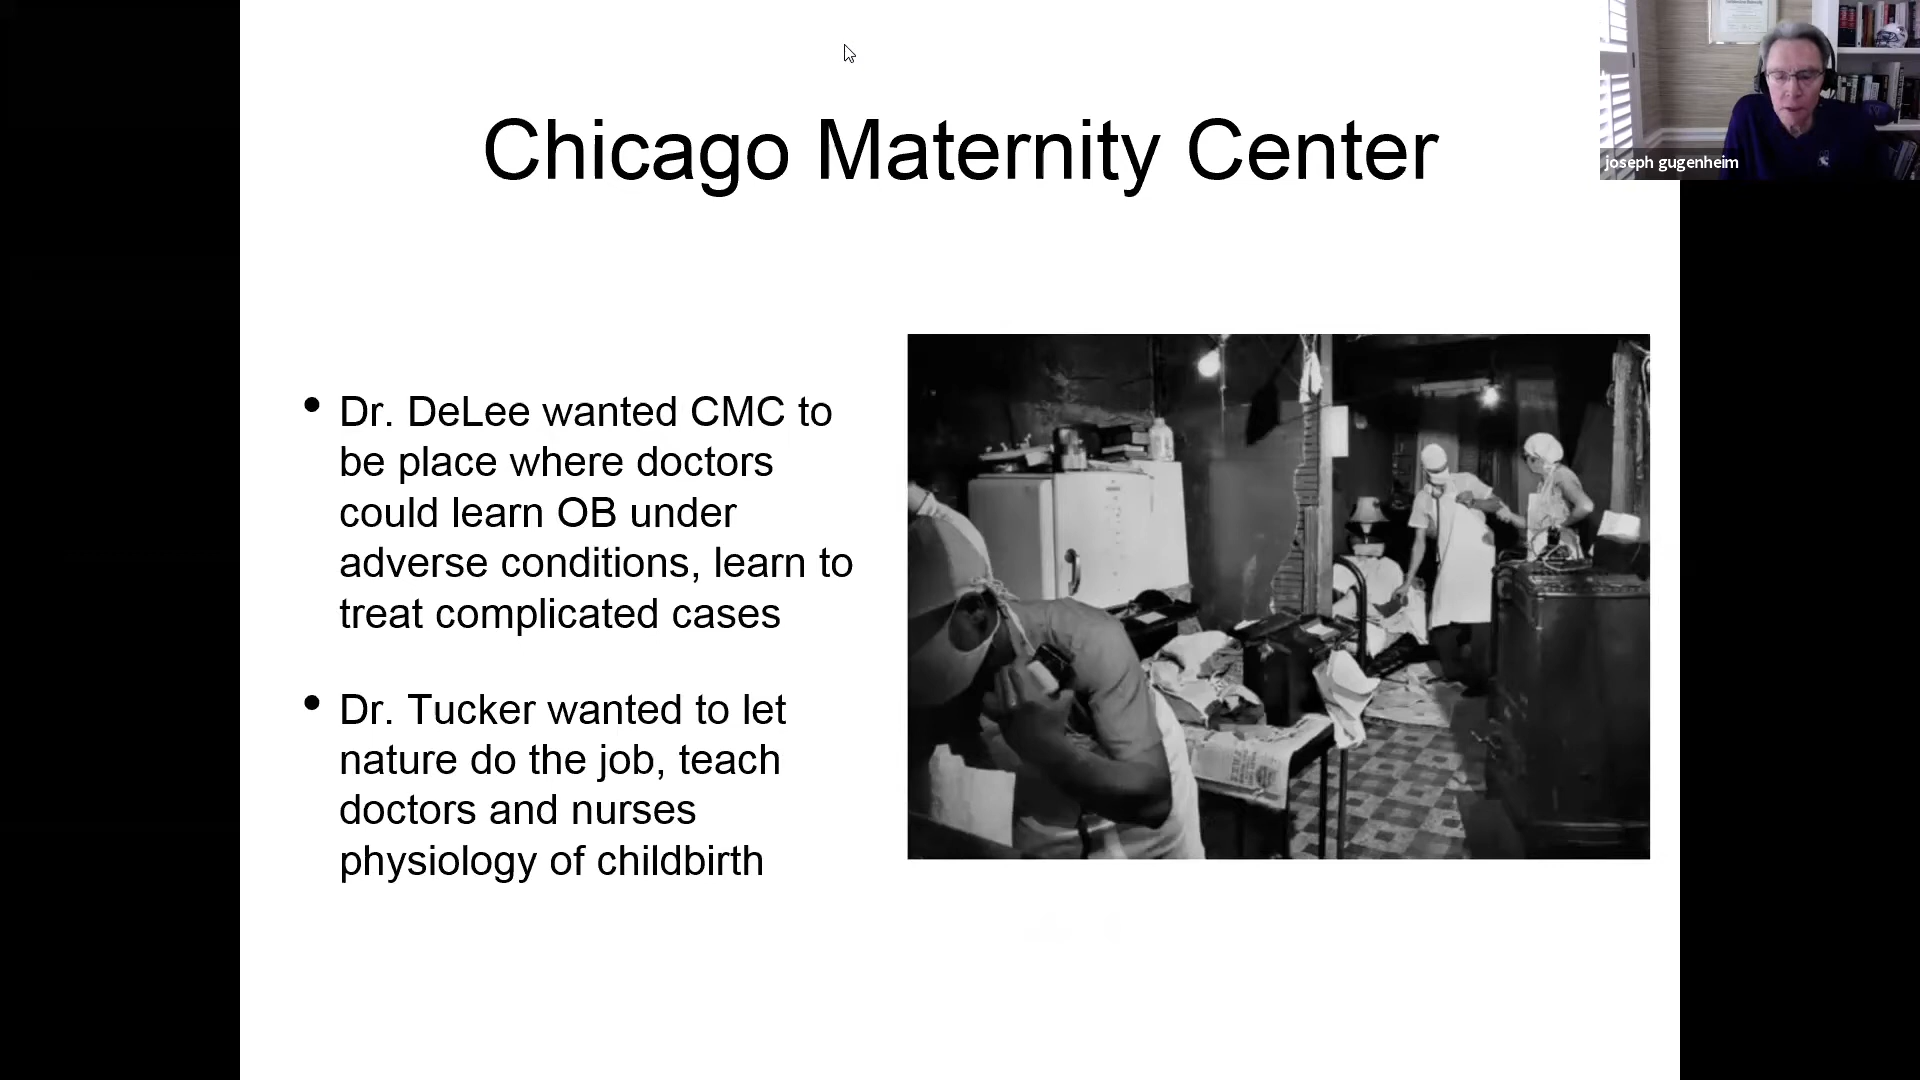 Chicago Maternity Center
joseph gugenheim
• Dr. DeLee wanted CMC to
be place where doctors
could learn OB under
adverse conditions, learn to
treat complicated cases
• Dr. Tucker wanted to let
nature do the job, teach
doctors and nurses
physiology of childbirth